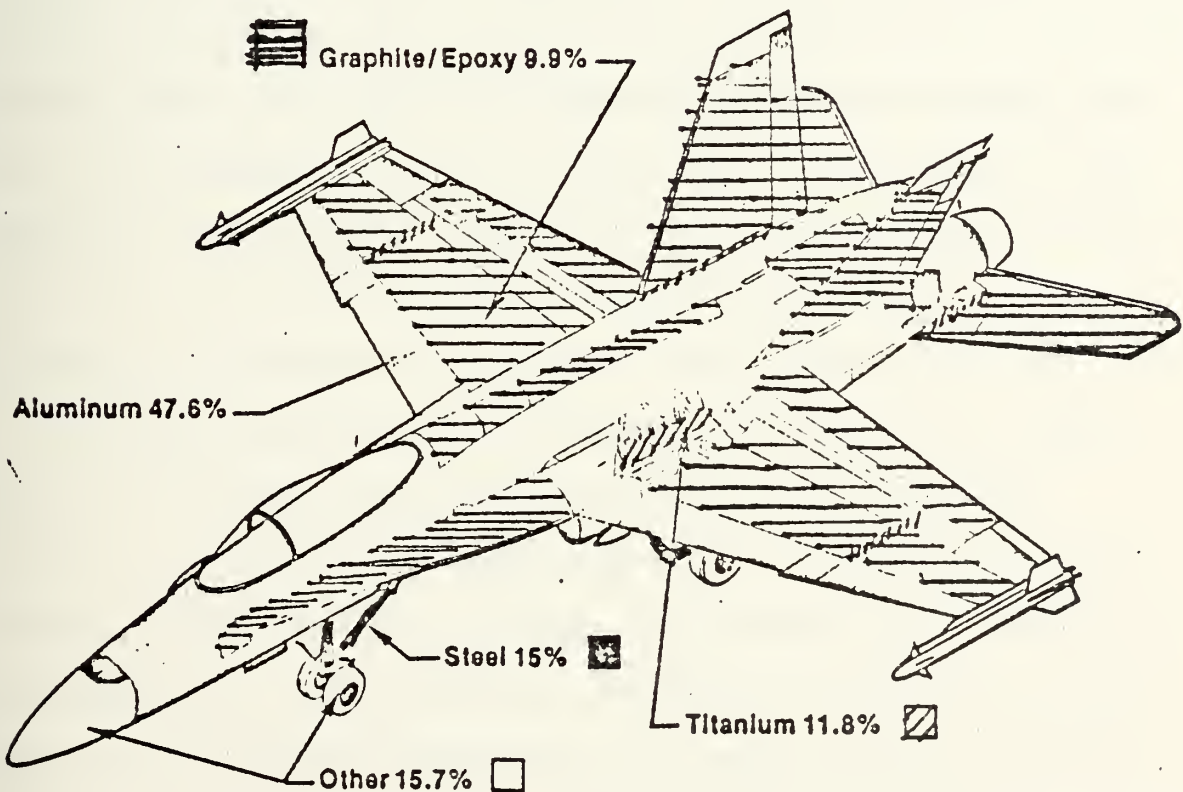 Graphite/Epoxy 9.9%
Aluminum 47.6%
Steel 15%
Titanium 11.8%
Other 15.7%